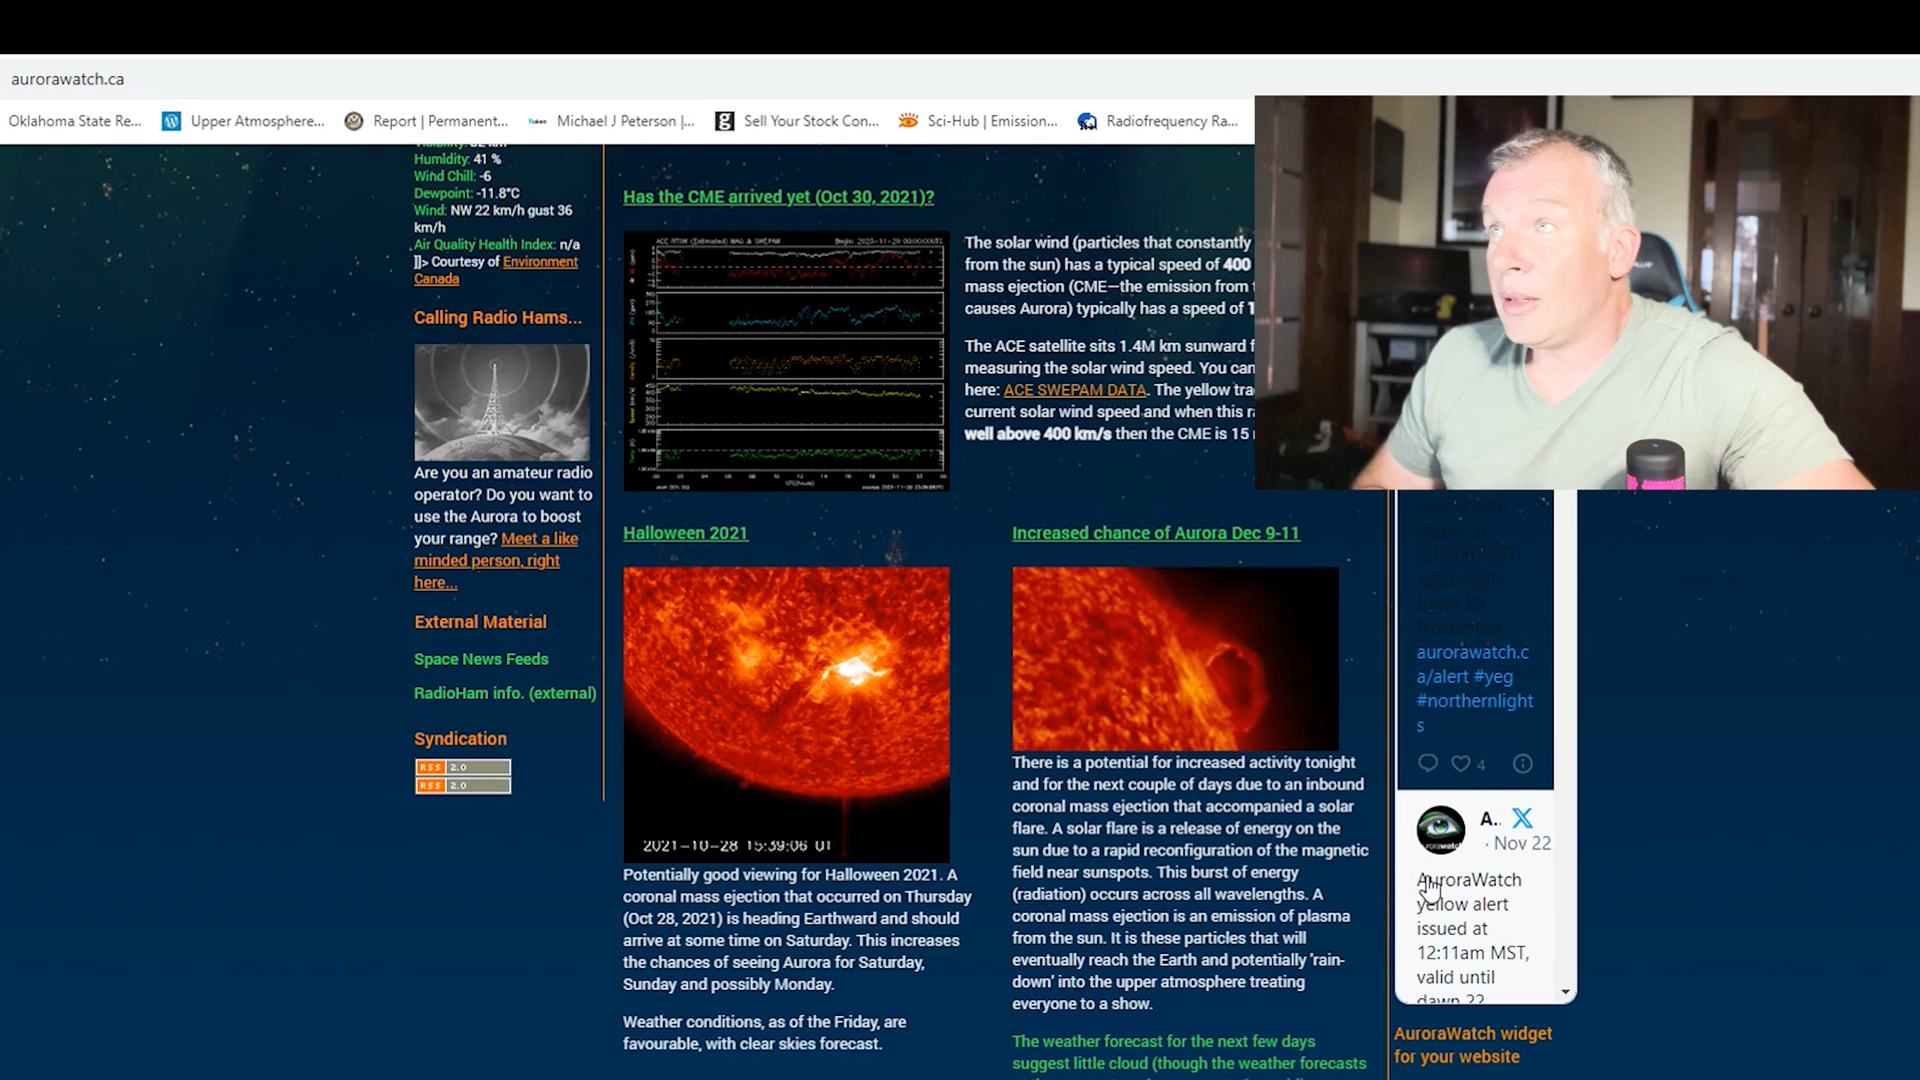 aurorawatch.ca
Oklahoma State Re...
Upper Atmosphere...
Report | Permanent...
Michael J Peterson |...
Sell Your Stock Con...
Sci-Hub | Emission...
Radiofrequency Ra...
Humidity: 41 %
Wind Chill: -6
Dewpoint: -11.8°C
Wind: NW 22 km/h gust 36
km/h
Air Quality Health Index: n/a
]]> Courtesy of Environment
Canada
Calling Radio Hams...
Are you an amateur radio
operator? Do you want to
use the Aurora to boost
your range? Meet a like
minded person, right
here...
External Material
Space News Feeds
RadioHam info. (external)
Syndication
RSS 2.0
RSS 2.0
Has the CME arrived yet (Oct 30, 2021)?
The solar wind (particles that constantly
from the sun) has a typical speed of 400
mass ejection (CME—the emission from
causes Aurora) typically has a speed of
The ACE satellite sits 1.4M km sunward
measuring the solar wind speed. You can
here: ACE SWEPAM DATA. The yellow
current solar wind speed and when this
well above 400 km/s then the CME is 15
Halloween 2021
2021-10-28 15:39:06 UT
Potentially good viewing for Halloween 2021. A
coronal mass ejection that occurred on Thursday
(Oct 28, 2021) is heading Earthward and should
arrive at some time on Saturday. This increases
the chances of seeing Aurora for Saturday,
Sunday and possibly Monday.
Weather conditions, as of the Friday, are
favourable, with clear skies forecast.
Increased chance of Aurora Dec 9-11
There is a potential for increased activity tonight
and for the next couple of days due to an inbound
coronal mass ejection that accompanied a solar
flare. A solar flare is a release of energy on the
sun due to a rapid reconfiguration of the magnetic
field near sunspots. This burst of energy
(radiation) occurs across all wavelengths. A
coronal mass ejection is an emission of plasma
from the sun. It is these particles that will
eventually reach the Earth and potentially 'rain-
down' into the upper atmosphere treating
everyone to a show.
The weather forecast for the next few days
suggest little cloud (though the weather forecasts
aurorawatch.c
a/alert #yeg
#northernlight
s
4
A..
· Nov 22
AuroraWatch
yellow alert
issued at
12:11am MST,
valid until
dawn 22
AuroraWatch widget
for your website